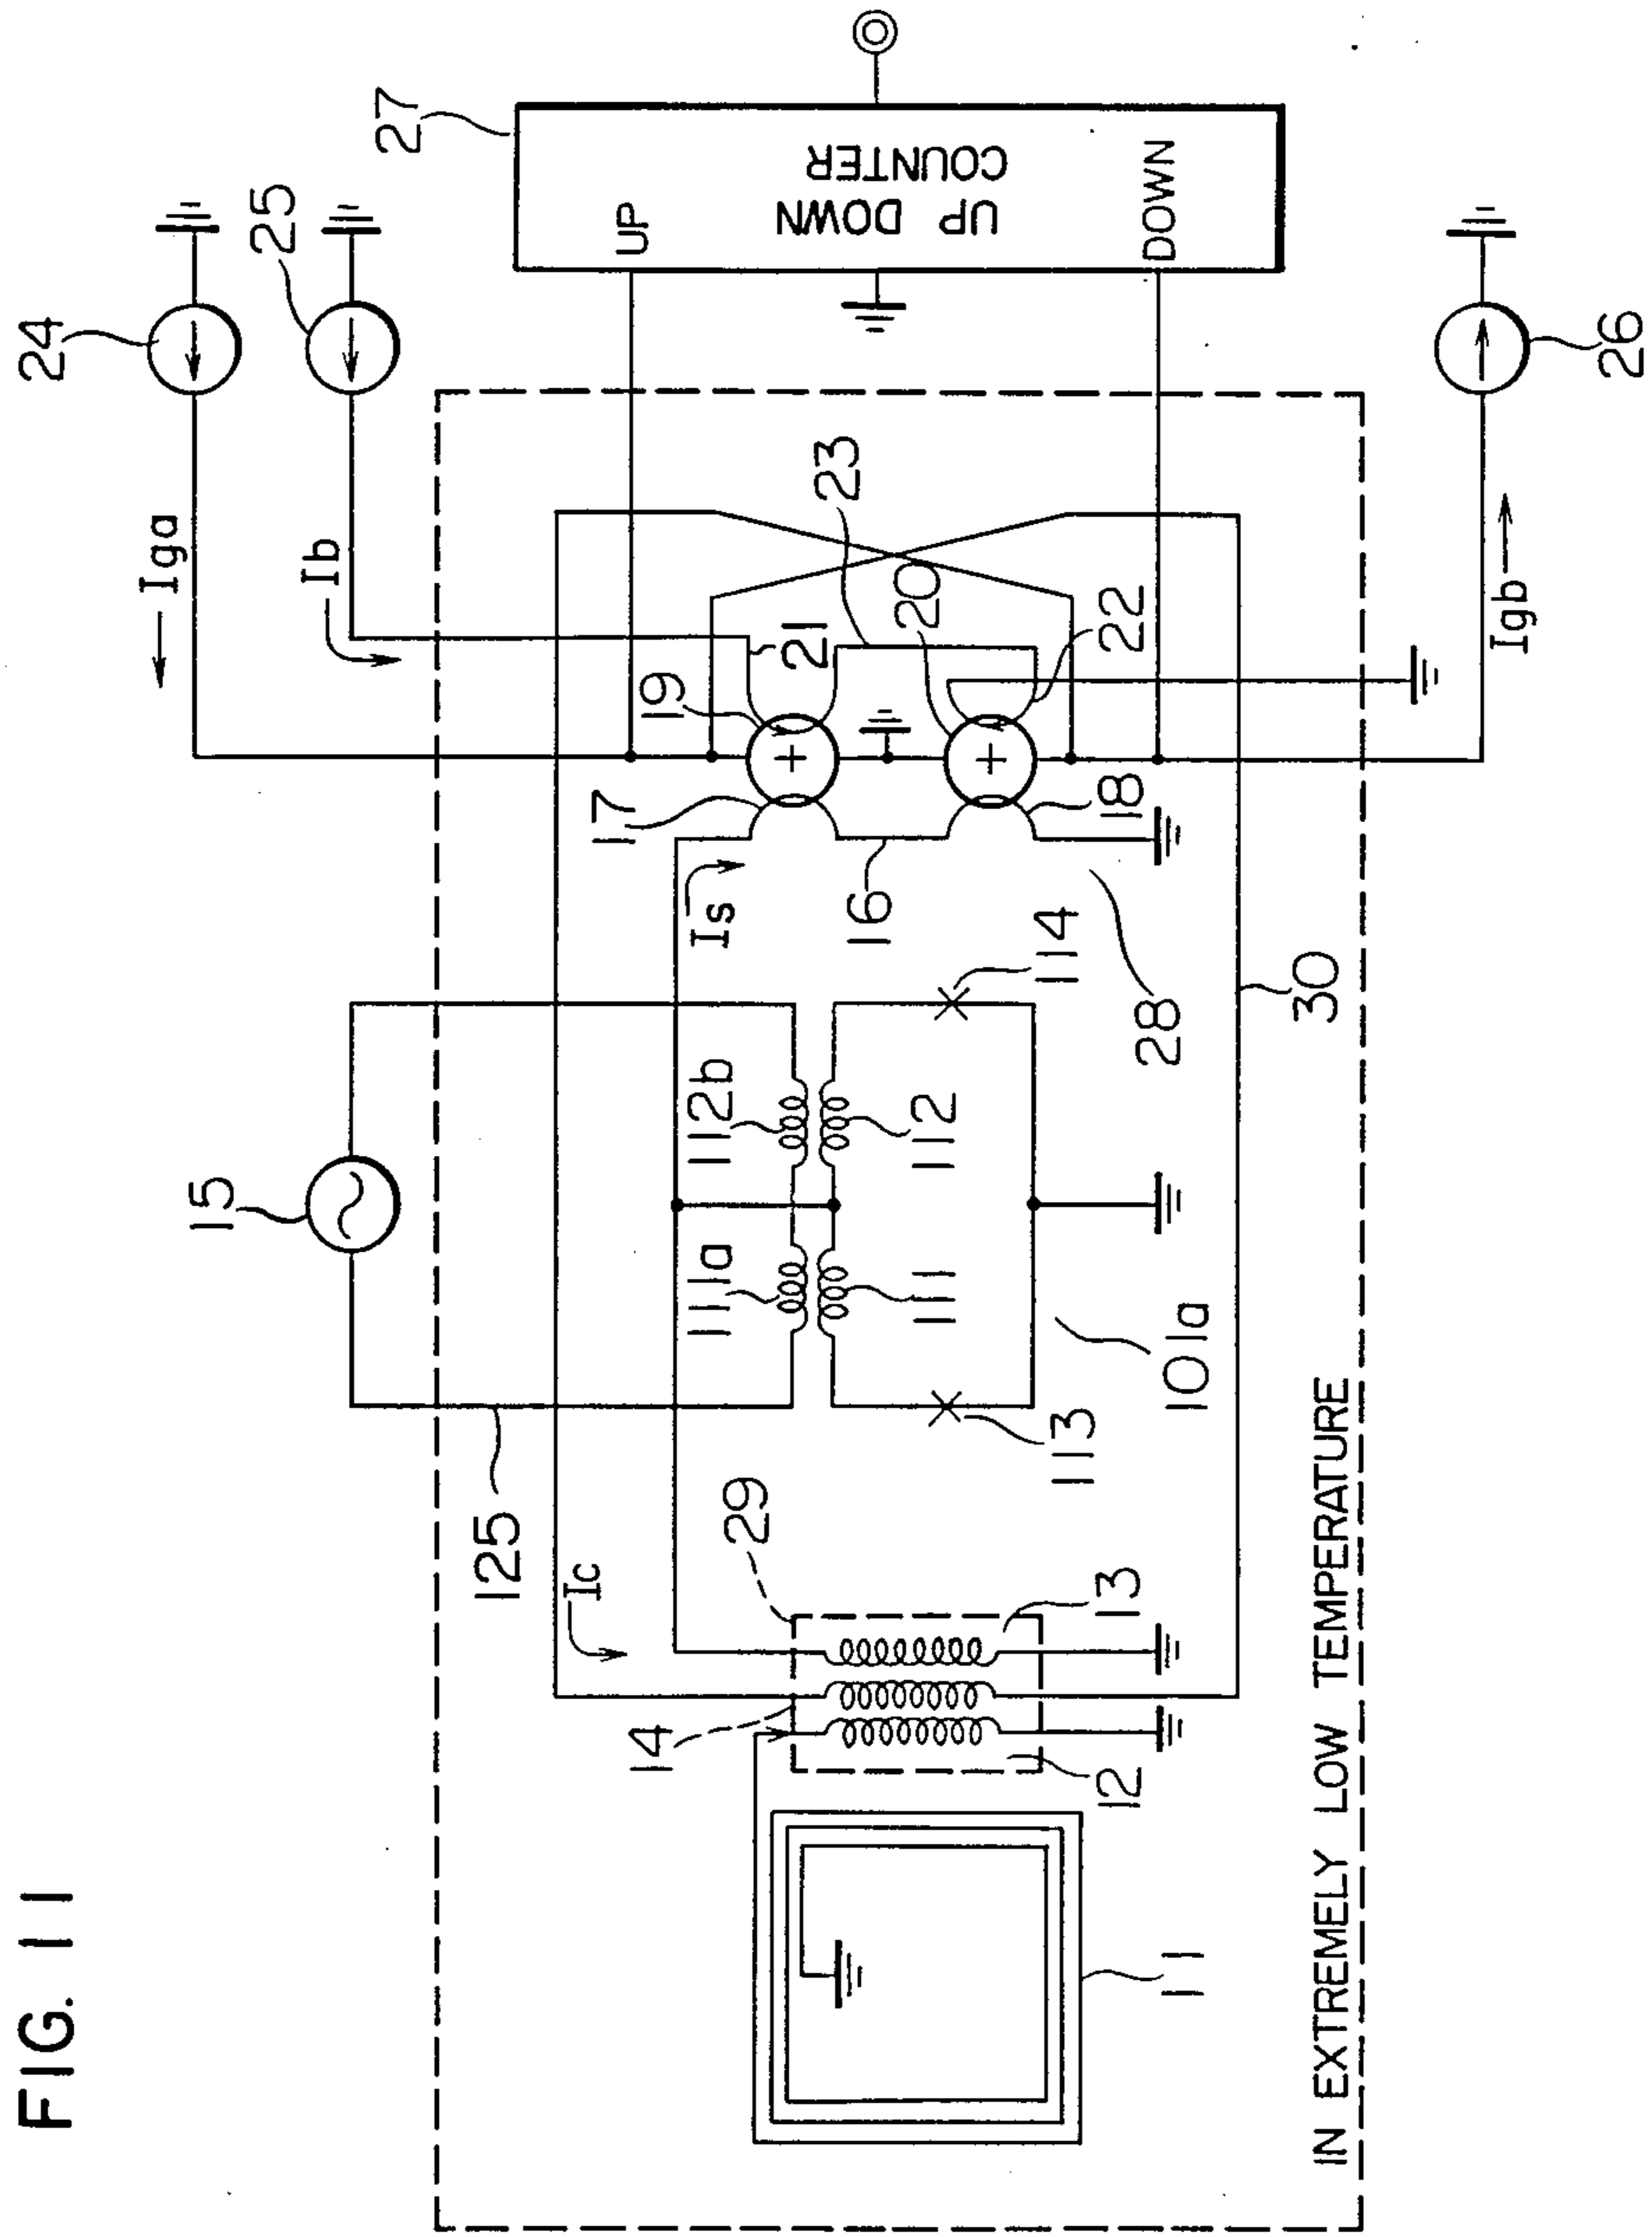 FIG. 11
24
Iga
15
25
Ib
27
125
Ic
17
UP
14
19
111a
112b
Is
29
21
23
UP DOWN
COUNTER
16
20
111
112
114
113
12
13
18
22
28
DOWN
11
101a
30
IN EXTREMELY LOW TEMPERATURE
Igb
26